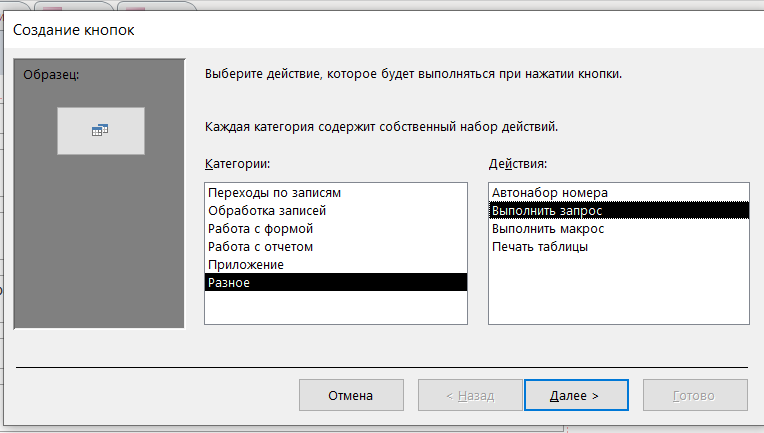 Создание кнопок
Образец:
Выберите действие, которое будет выполняться при нажатии кнопки.
Каждая категория содержит собственный набор действий.
Категории:
Действия:
Переходы по записям
Обработка записей
Работа с формой
Работа с отчетом
Приложение
Разное
Автонабор номера
Выполнить запрос
Выполнить макрос
Печать таблицы
Отмена
< Назад
Далее >
Готово